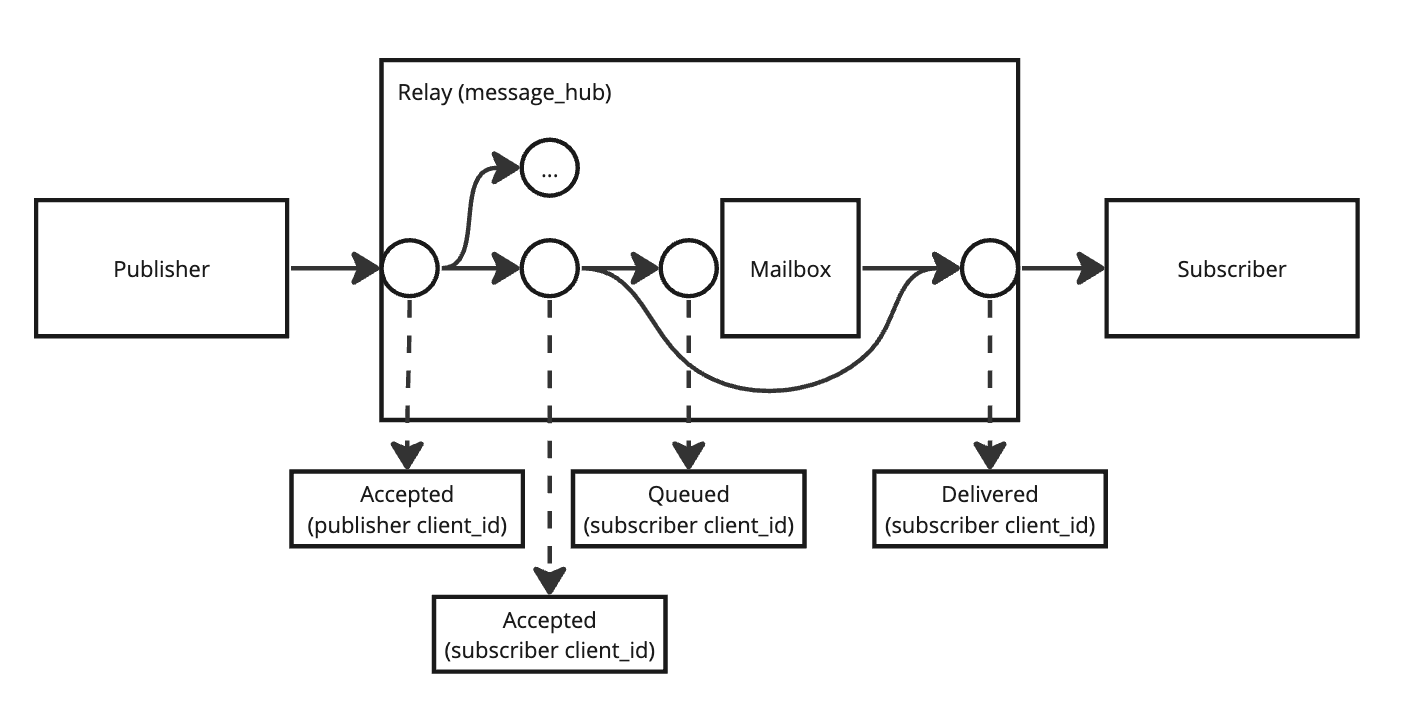 Relay (message_hub)
...
Publisher
Mailbox
Subscriber
Accepted
(publisher client_id)
Queued
(subscriber client_id)
Delivered
(subscriber client_id)
Accepted
(subscriber client_id)